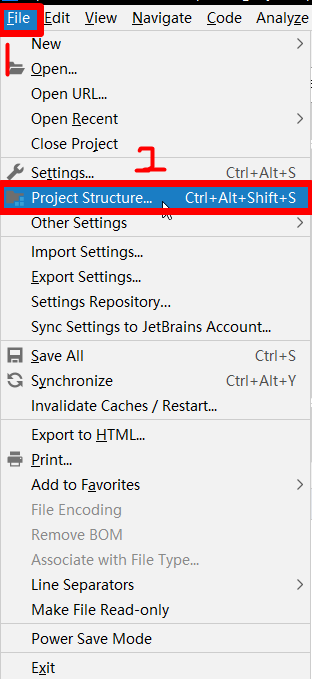 File Edit View Navigate Code Analyze
New
Open...
Open URL...
Open Recent
Close Project
1
Settings... Ctrl+Alt+S
Project Structure... Ctrl+Alt+Shift+S
Other Settings
Import Settings...
Export Settings...
Settings Repository...
Sync Settings to JetBrains Account...
Save All Ctrl+S
Synchronize Ctrl+Alt+Y
Invalidate Caches / Restart...
Export to HTML...
Print...
Add to Favorites
File Encoding
Remove BOM
Associate with File Type...
Line Separators
Make File Read-only
Power Save Mode
Exit